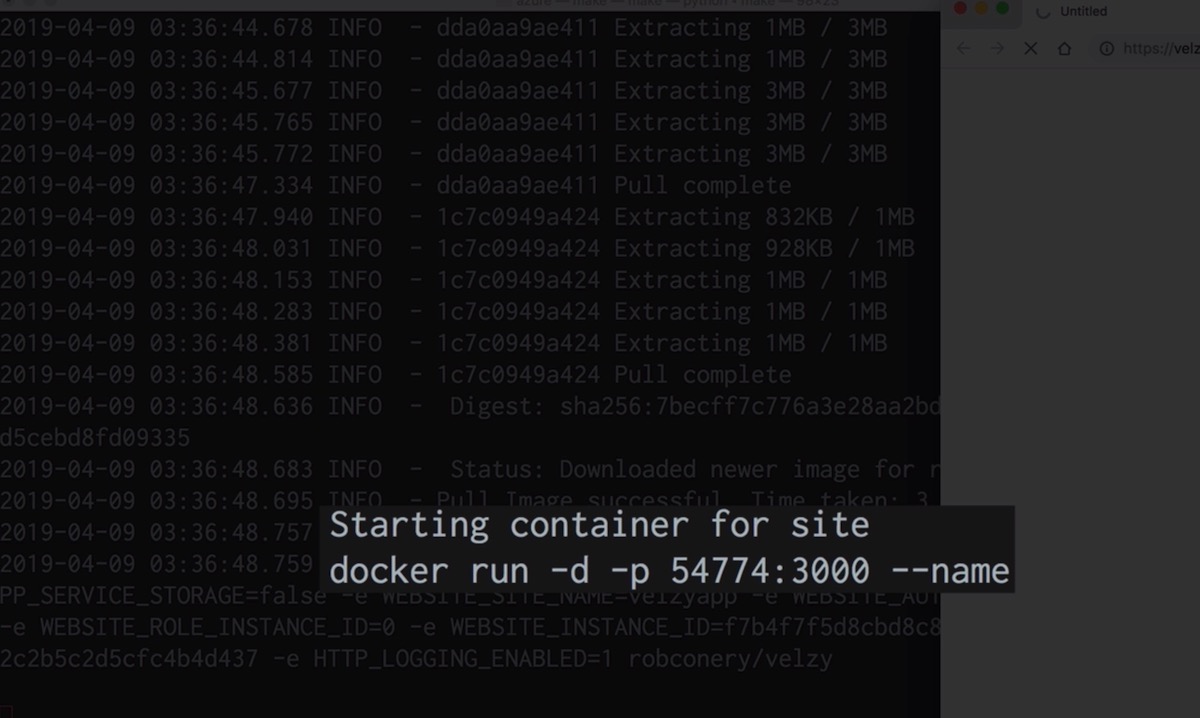 Untitled
https://velz
2019-04-09 03:36:44.678 INFO - dda0aa9ae411 Extracting 1MB / 3MB
2019-04-09 03:36:44.814 INFO - dda0aa9ae411 Extracting 1MB / 3MB
2019-04-09 03:36:45.677 INFO - dda0aa9ae411 Extracting 3MB / 3MB
2019-04-09 03:36:45.765 INFO - dda0aa9ae411 Extracting 3MB / 3MB
2019-04-09 03:36:45.772 INFO - dda0aa9ae411 Extracting 3MB / 3MB
2019-04-09 03:36:47.334 INFO - dda0aa9ae411 Pull complete
2019-04-09 03:36:47.940 INFO - 1c7c0949a424 Extracting 832KB / 1MB
2019-04-09 03:36:48.031 INFO - 1c7c0949a424 Extracting 928KB / 1MB
2019-04-09 03:36:48.153 INFO - 1c7c0949a424 Extracting 1MB / 1MB
2019-04-09 03:36:48.283 INFO - 1c7c0949a424 Extracting 1MB / 1MB
2019-04-09 03:36:48.381 INFO - 1c7c0949a424 Extracting 1MB / 1MB
2019-04-09 03:36:48.585 INFO - 1c7c0949a424 Pull complete
2019-04-09 03:36:48.636 INFO - Digest: sha256:7becff7c776a3e28aa2bd
d5cebd8fd09335
2019-04-09 03:36:48.683 INFO - Status: Downloaded newer image for r
2019-04-09 03:36:48.695 INFO - Pull Image successful, Time taken: 3
2019-04-09 03:36:48.757
Starting container for site
2019-04-09 03:36:48.759
docker run -d -p 54774:3000 --name
PP_SERVICE_STORAGE=false -e WEBSITE_SITE_NAME=velzyapp -e WEBSITE_AUT
-e WEBSITE_ROLE_INSTANCE_ID=0 -e WEBSITE_INSTANCE_ID=f7b4f7f5d8cbd8c8
2c2b5c2d5cfc4b4d437 -e HTTP_LOGGING_ENABLED=1 robconery/velzy